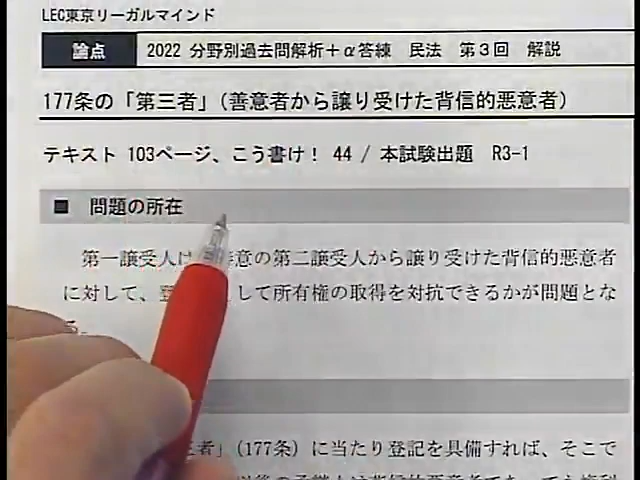 LEC東京リーガルマインド
論点 2022 分野別過去問解析＋α答練 民法 第３回 解説
177条の「第三者」（善意者から譲り受けた背信的悪意者）
テキスト 103ページ、こう書け！ 44 / 本試験出題 R3-1
■ 問題の所在
第一譲受人は 意の第二譲受人から譲り受けた背信的悪意者
に対して、 して所有権の取得を対抗できるかが問題とな
る
三者」（177条）に当たり登記を具備すれば、そこで